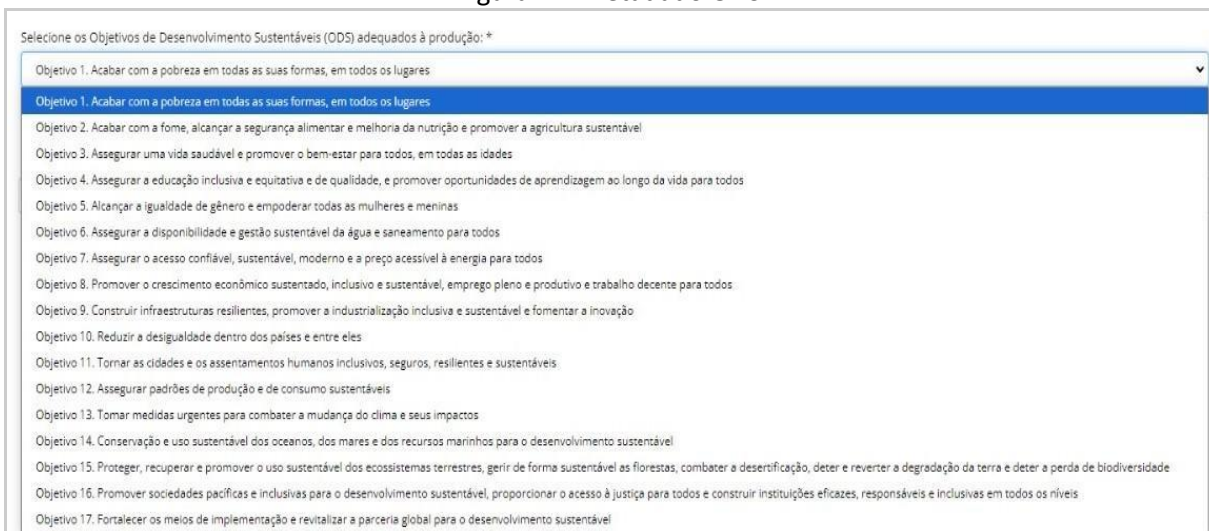 Selecione os Objetivos de Desenvolvimento Sustentáveis (ODS) adequados à produção: *
Objetivo 1. Acabar com a pobreza em todas as suas formas, em todos os lugares
Objetivo 1. Acabar com a pobreza em todas as suas formas, em todos os lugares
Objetivo 2. Acabar com a fome, alcançar a segurança alimentar e melhoria da nutrição e promover a agricultura sustentável
Objetivo 3. Assegurar uma vida saudável e promover o bem-estar para todos, em todas as idades
Objetivo 4. Assegurar a educação inclusiva e equitativa e de qualidade, e promover oportunidades de aprendizagem ao longo da vida para todos
Objetivo 5. Alcançar a igualdade de gênero e empoderar todas as mulheres e meninas
Objetivo 6. Assegurar a disponibilidade e gestão sustentável da água e saneamento para todos
Objetivo 7. Assegurar o acesso confiável, sustentável, moderno e a preço acessível à energia para todos
Objetivo 8. Promover o crescimento econômico sustentado, inclusivo e sustentável, emprego pleno e produtivo e trabalho decente para todos
Objetivo 9. Construir infraestruturas resilientes, promover a industrialização inclusiva e sustentável e fomentar a inovação
Objetivo 10. Reduzir a desigualdade dentro dos países e entre eles
Objetivo 11. Tornar as cidades e os assentamentos humanos inclusivos, seguros, resilientes e sustentáveis
Objetivo 12. Assegurar padrões de produção e de consumo sustentáveis
Objetivo 13. Tomar medidas urgentes para combater a mudança do clima e seus impactos
Objetivo 14. Conservação e uso sustentável dos oceanos, dos mares e dos recursos marinhos para o desenvolvimento sustentável
Objetivo 15. Proteger, recuperar e promover o uso sustentável dos ecossistemas terrestres, gerir de forma sustentável as florestas, combater a desertificação, deter e reverter a degradação da terra e deter a perda de biodiversidade
Objetivo 16. Promover sociedades pacíficas e inclusivas para o desenvolvimento sustentável, proporcionar o acesso à justiça para todos e construir instituições eficazes, responsáveis e inclusivas em todos os níveis
Objetivo 17. Fortalecer os meios de implementação e revitalizar a parceria global para o desenvolvimento sustentável